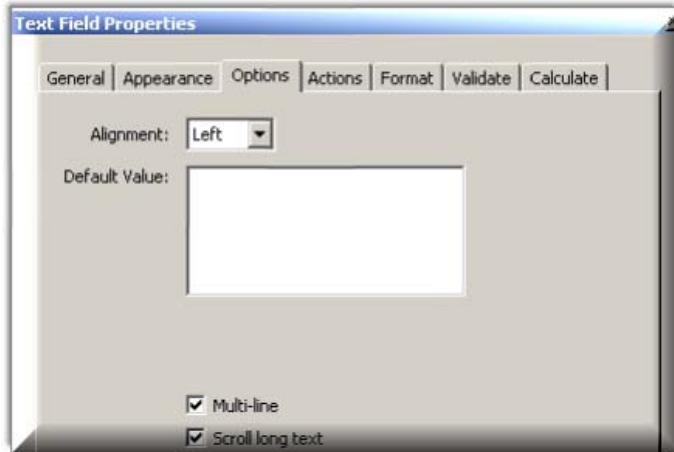 Text Field Properties
General Appearance Options Actions Format Validate Calculate
Alignment: Left
Default Value:
Multi-line
Scroll long text